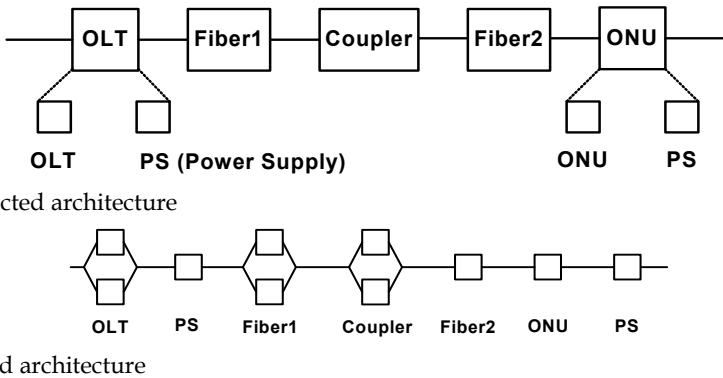 OLT Fiber1 Coupler Fiber2 ONU
OLT PS (Power Supply) ONU PS
cted architecture
OLT PS Fiber1 Coupler Fiber2 ONU PS
d architecture